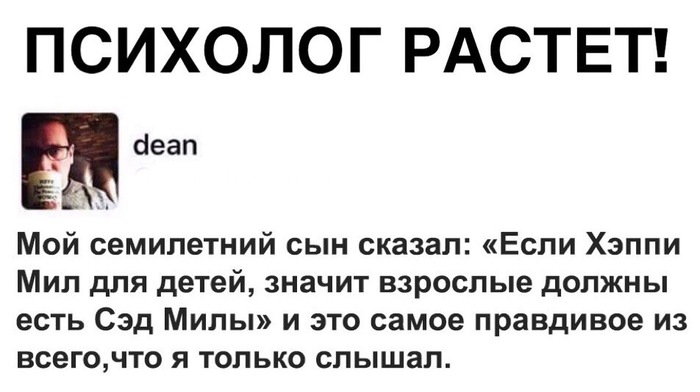 ПСИХОЛОГ РАСТЕТ!
dean
Мой семилетний сын сказал: «Если Хэппи
Мил для детей, значит взрослые должны
есть Сэд Милы» и это самое правдивое из
всего,что я только слышал.